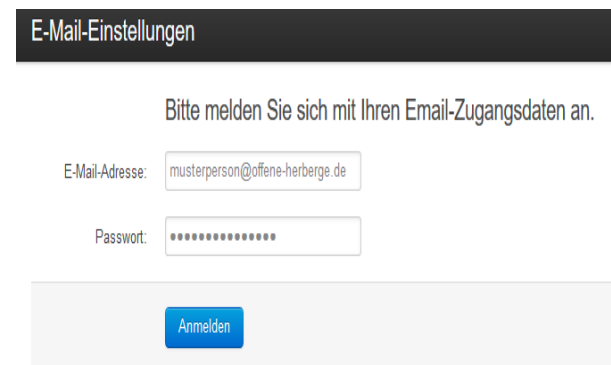 E-Mail-Einstellungen
Bitte melden Sie sich mit Ihren Email-Zugangsdaten an.
E-Mail-Adresse: musterperson@offene-herberge.de
Passwort: •••••••••••••••
Anmelden